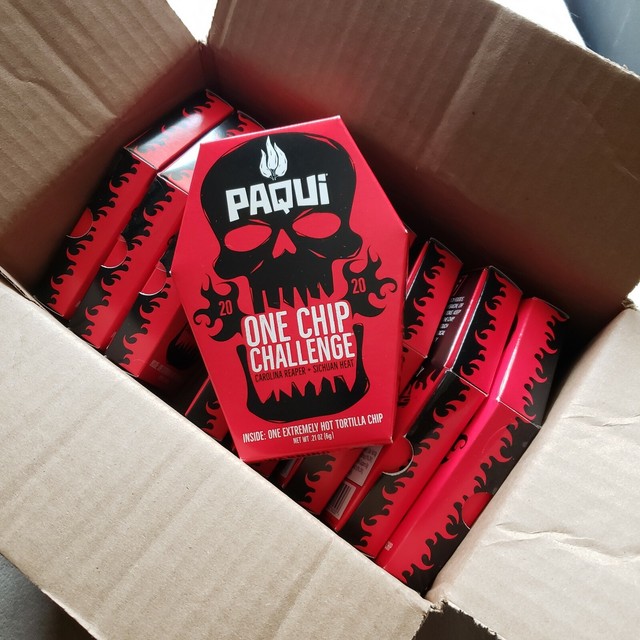 PAQUI
20 20
ONE CHIP
CHALLENGE
CAROLINA REAPER + SICHUAN HEAT
INSIDE: ONE EXTREMELY HOT TORTILLA CHIP
NET WT .21 OZ (6g)